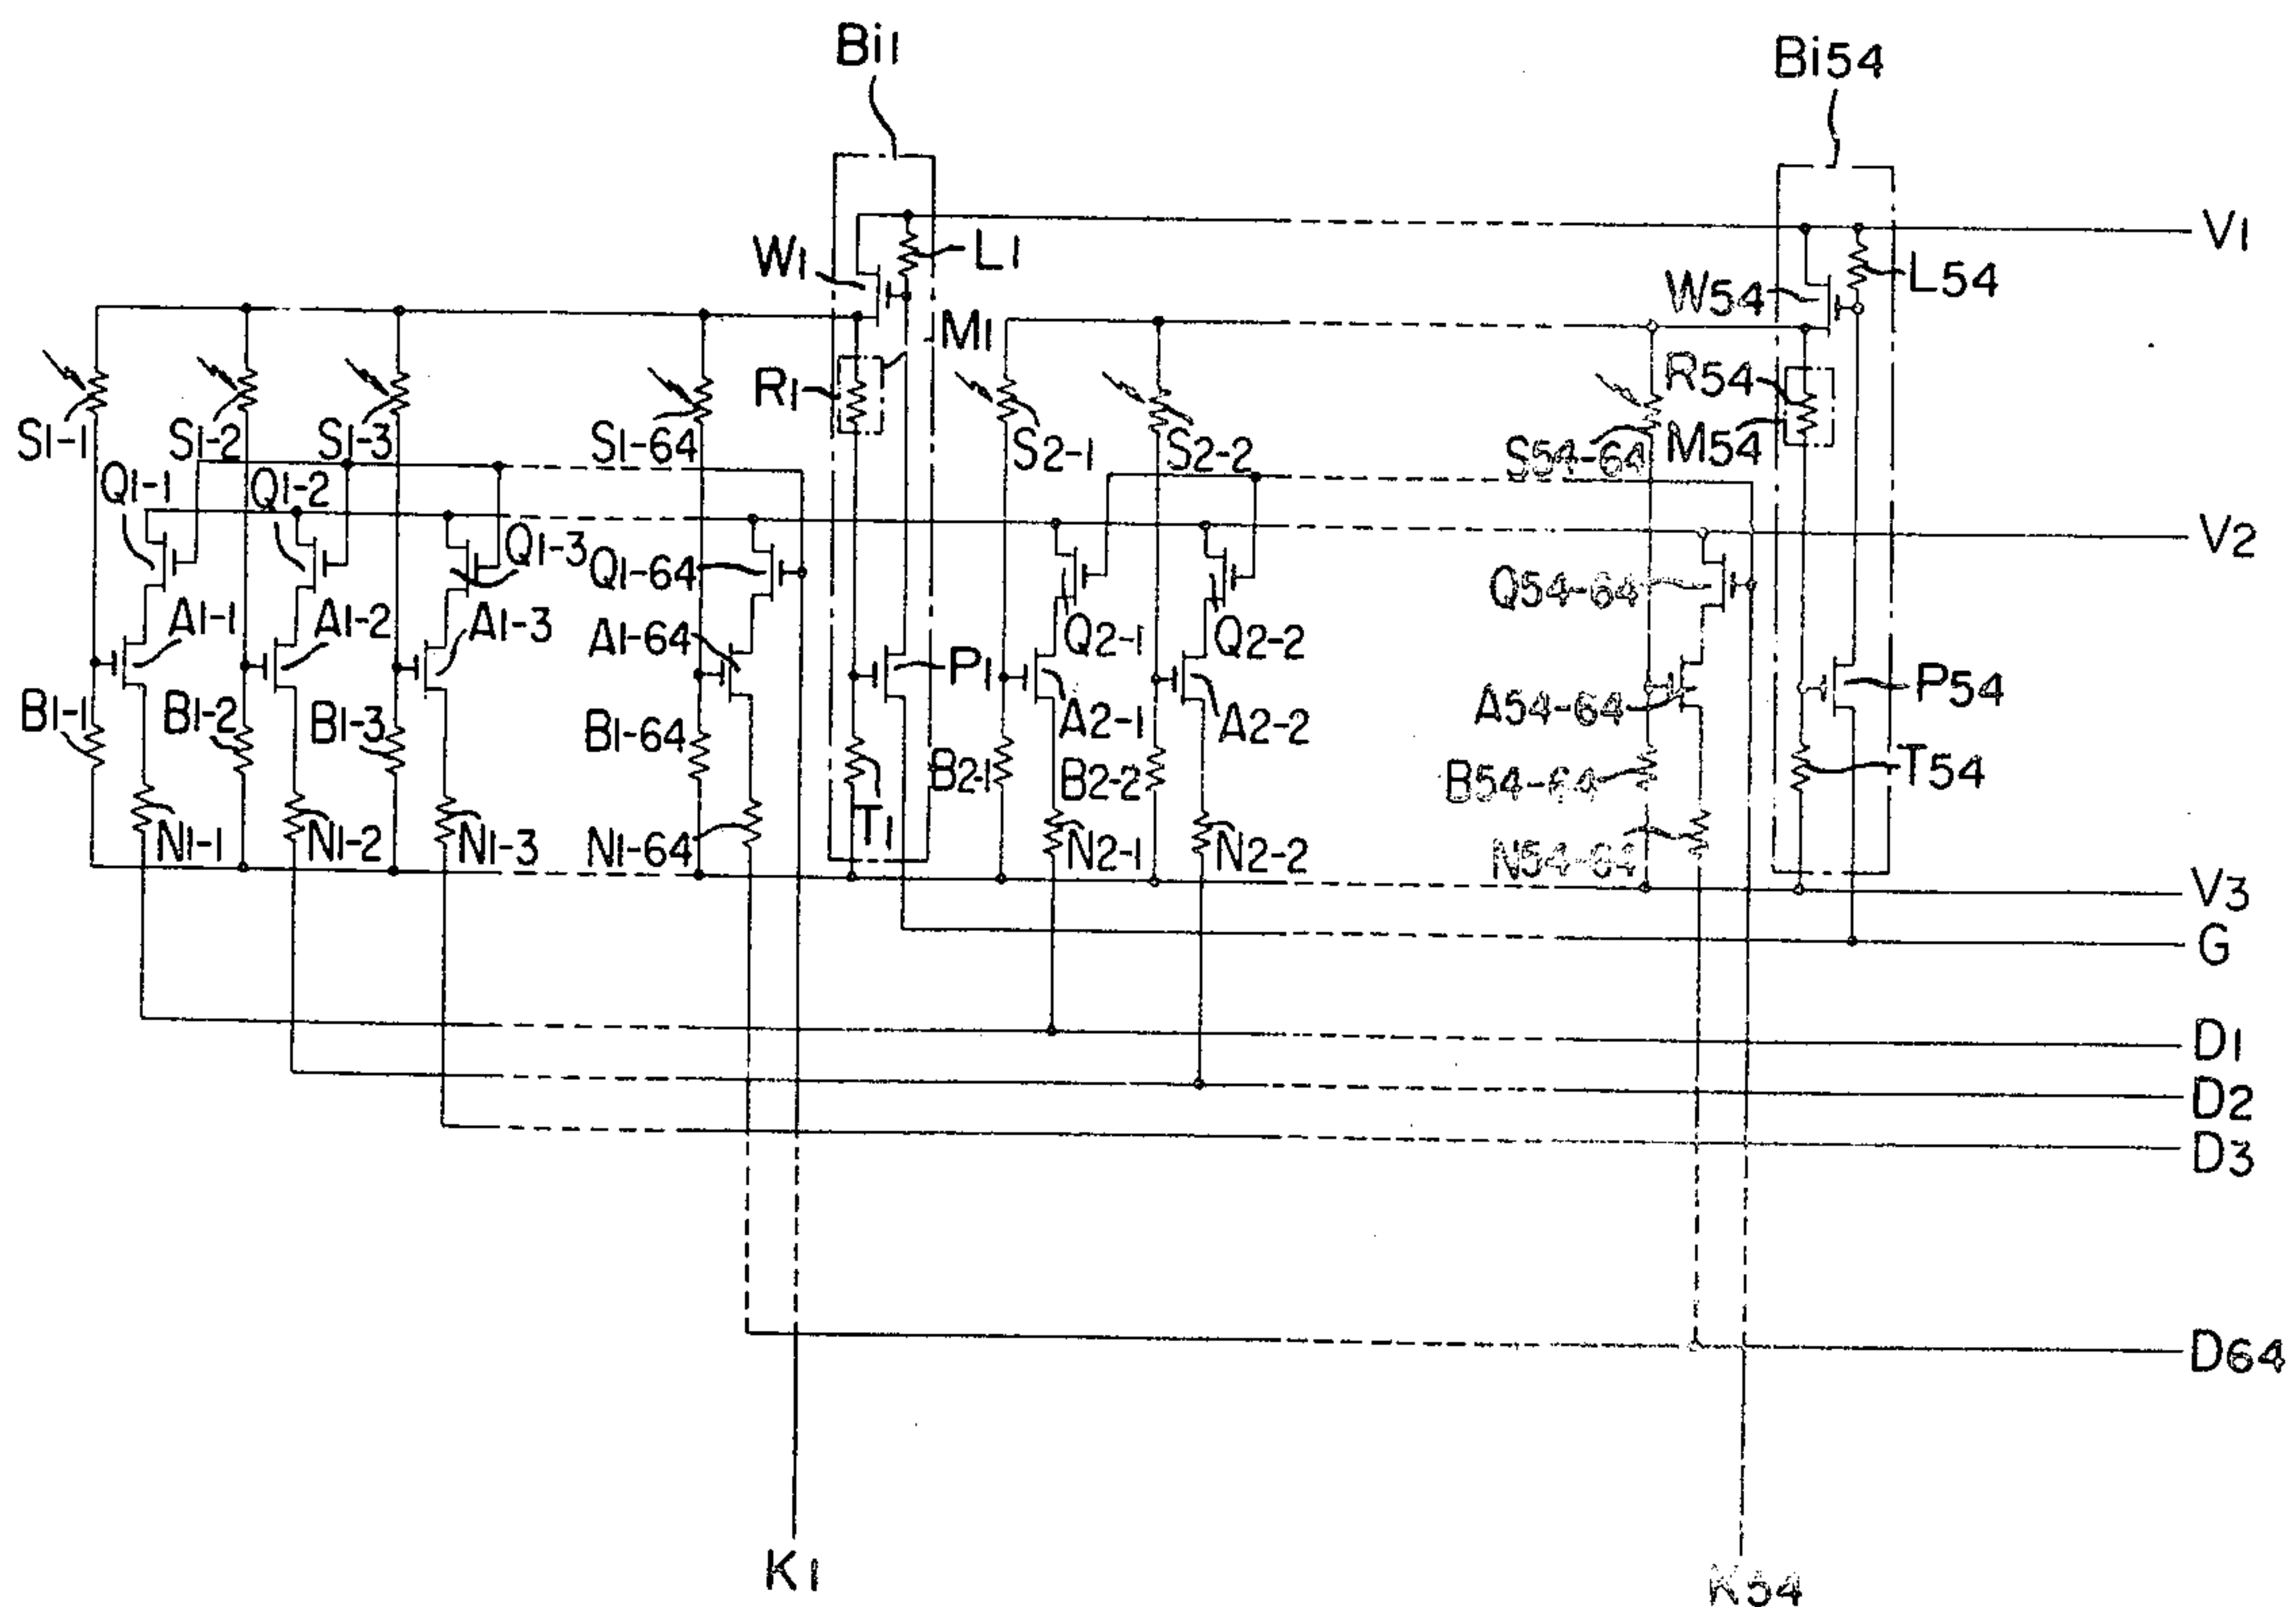 Bi1
Bi54
V1
W1
L1
W54
L54
M1
R1
R54
M54
S1-1
S1-2
S1-3
S1-64
S2-1
S2-2
S54-64
Q1-1
Q1-2
Q1-3
Q1-64
V2
Q54-64
A1-1
A1-2
A1-3
A1-64
Q2-1
Q2-2
P1
P54
A54-64
B1-1
B1-2
B1-3
B1-64
A2-1
A2-2
B2-1
B2-2
B54-64
T54
N1-1
N1-2
N1-3
N1-64
T1
N2-1
N2-2
N54-64
V3
G
D1
D2
D3
D64
K1
K54